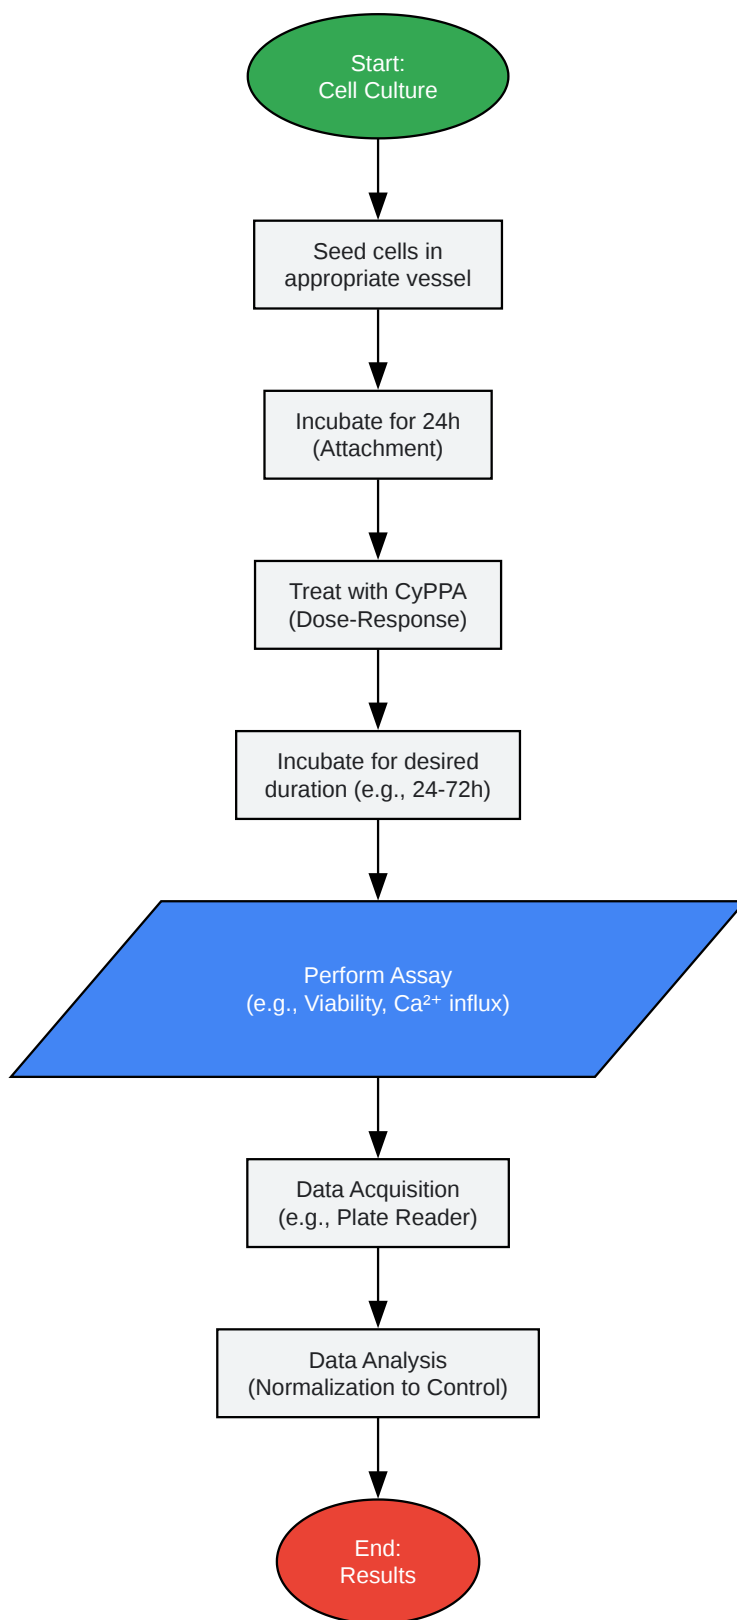 Start:
Cell Culture
Seed cells in
appropriate vessel
Incubate for 24h
(Attachment)
Treat with CyPPA
(Dose-Response)
Incubate for desired
duration (e.g., 24-72h)
Perform Assay
(e.g., Viability, Ca²⁺ influx)
Data Acquisition
(e.g., Plate Reader)
Data Analysis
(Normalization to Control)
End:
Results